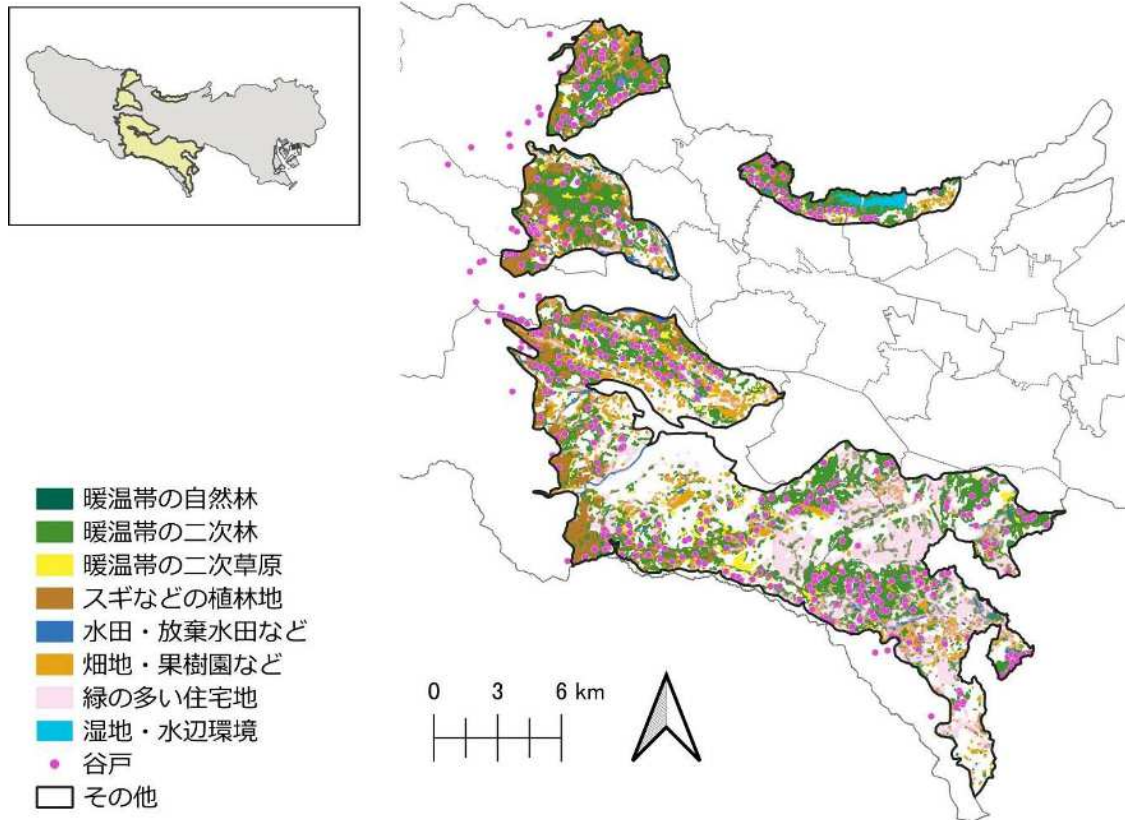 暖温帯の自然林
暖温帯の二次林
暖温帯の二次草原
スギなどの植林地
水田・放棄水田など
畑地・果樹園など
緑の多い住宅地
湿地・水辺環境
谷戸
その他
0 3 6 km